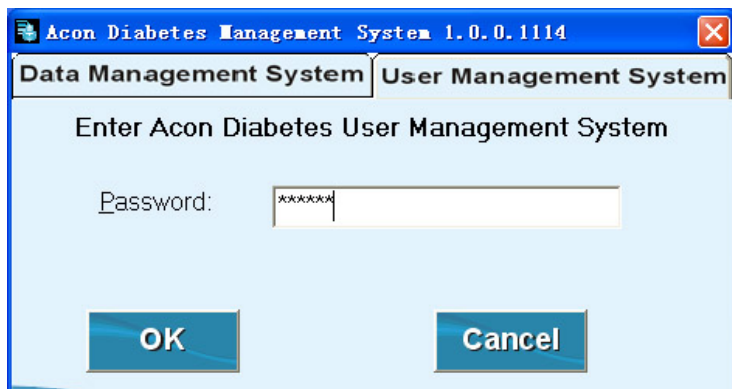 Acon Diabetes Management System 1.0.0.1114
Data Management System User Management System
Enter Acon Diabetes User Management System
Password: ******
OK Cancel